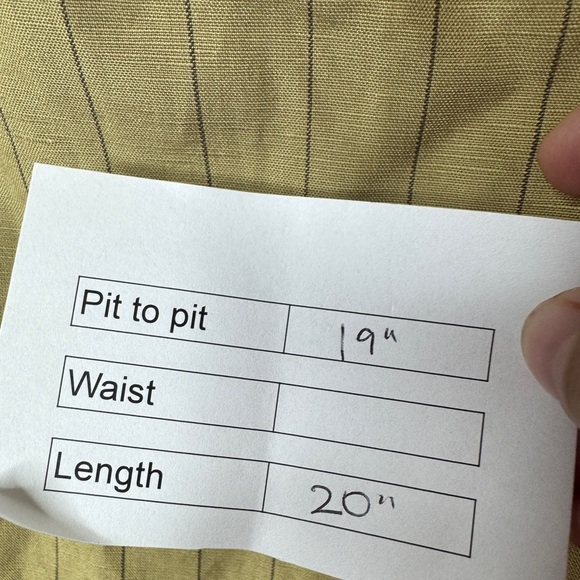 Pit to pit 19"
Waist
Length 20"